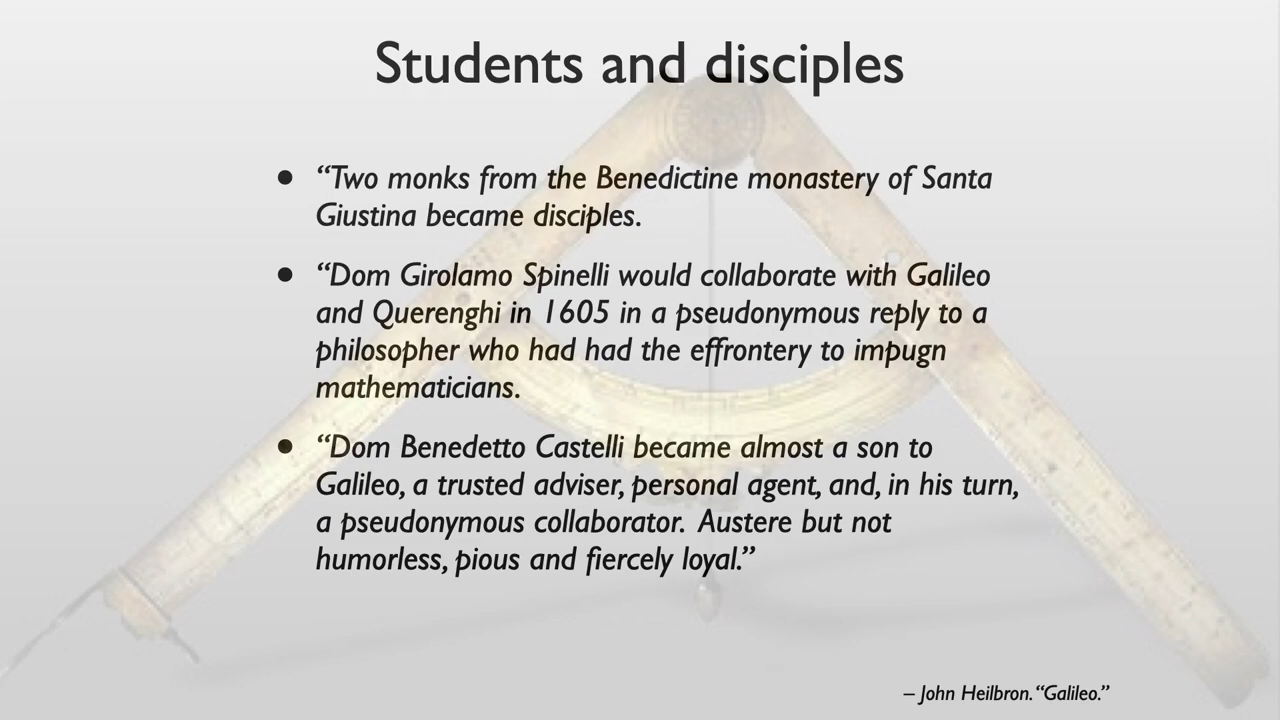 Students and disciples
• “Two monks from the Benedictine monastery of Santa
Giustina became disciples.
• “Dom Girolamo Spinelli would collaborate with Galileo
and Querenghi in 1605 in a pseudonymous reply to a
philosopher who had had the effrontery to impugn
mathematicians.
• “Dom Benedetto Castelli became almost a son to
Galileo, a trusted adviser, personal agent, and, in his turn,
a pseudonymous collaborator.  Austere but not
humorless, pious and fiercely loyal.”
– John Heilbron. “Galileo.”